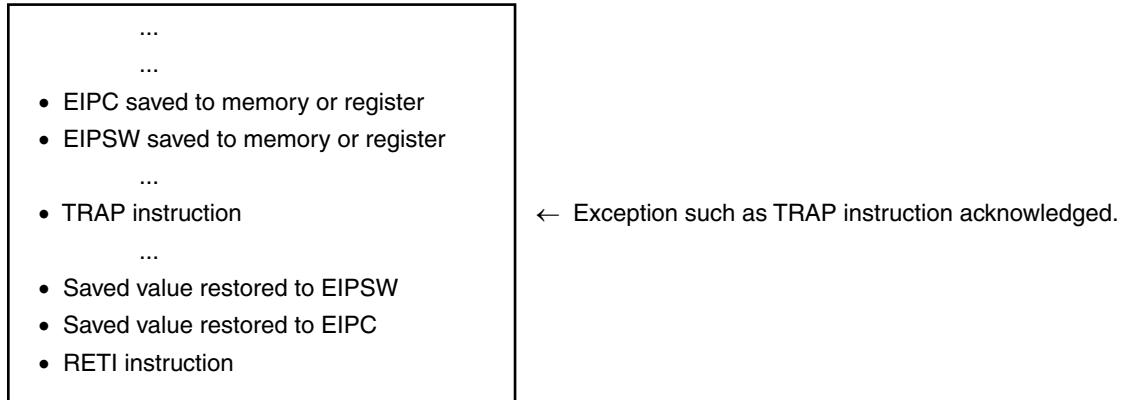 ...
...
• EIPC saved to memory or register
• EIPSW saved to memory or register
...
• TRAP instruction ← Exception such as TRAP instruction acknowledged.
...
• Saved value restored to EIPSW
• Saved value restored to EIPC
• RETI instruction